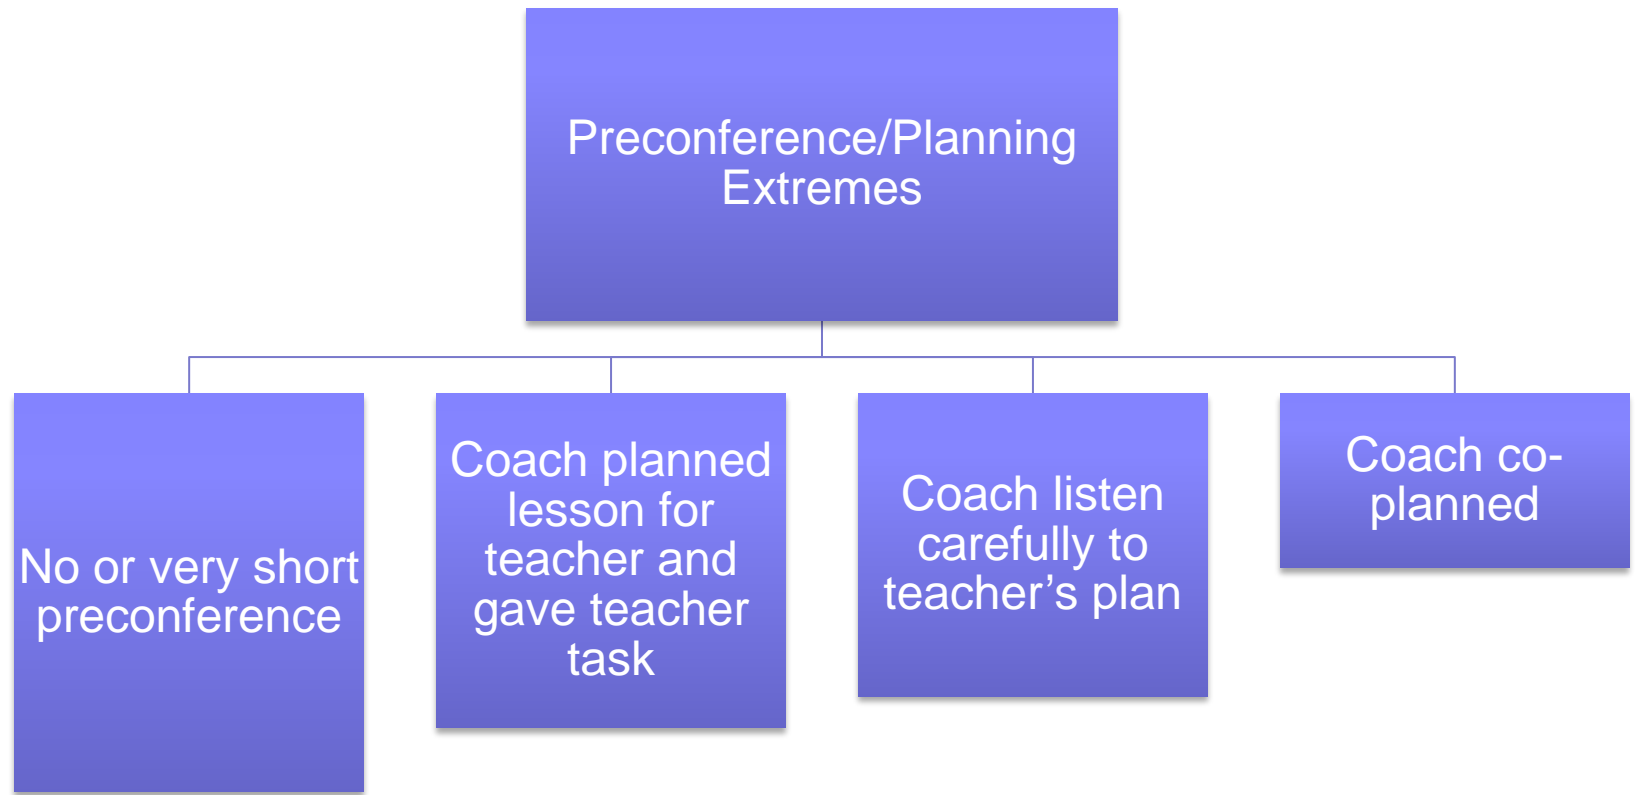 Preconference/Planning
Extremes
No or very short
preconference
Coach planned
lesson for
teacher and
gave teacher
task
Coach listen
carefully to
teacher’s plan
Coach co-
planned